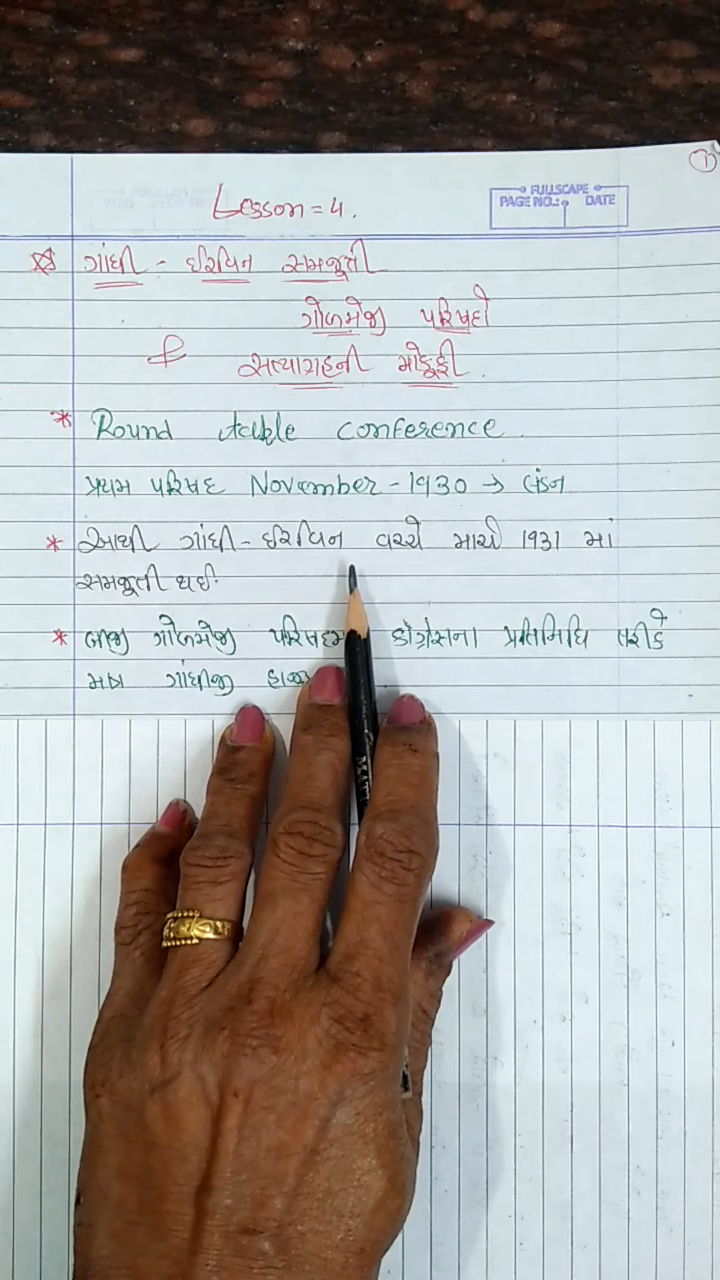 1
Lesson = 4.
FULLSCAPE
PAGE NO.: DATE
ગાંધી - ઇરવિન સમજૂતી
ગોળમેજી પરિષદો
&
સત્યાગ્રહની મોકૂફી.
* Round table conference.
પ્રથમ પરિષદ November - 1930 → લંડન
* આથી ગાંધી - ઇરવિન વચ્ચે માર્ચ 1931 માં
સમજૂતી થઈ.
* બીજી ગોળમેજી પરિષદમાં કોંગ્રેસના પ્રતિનિધિ તરીકે
ગાંધીજી